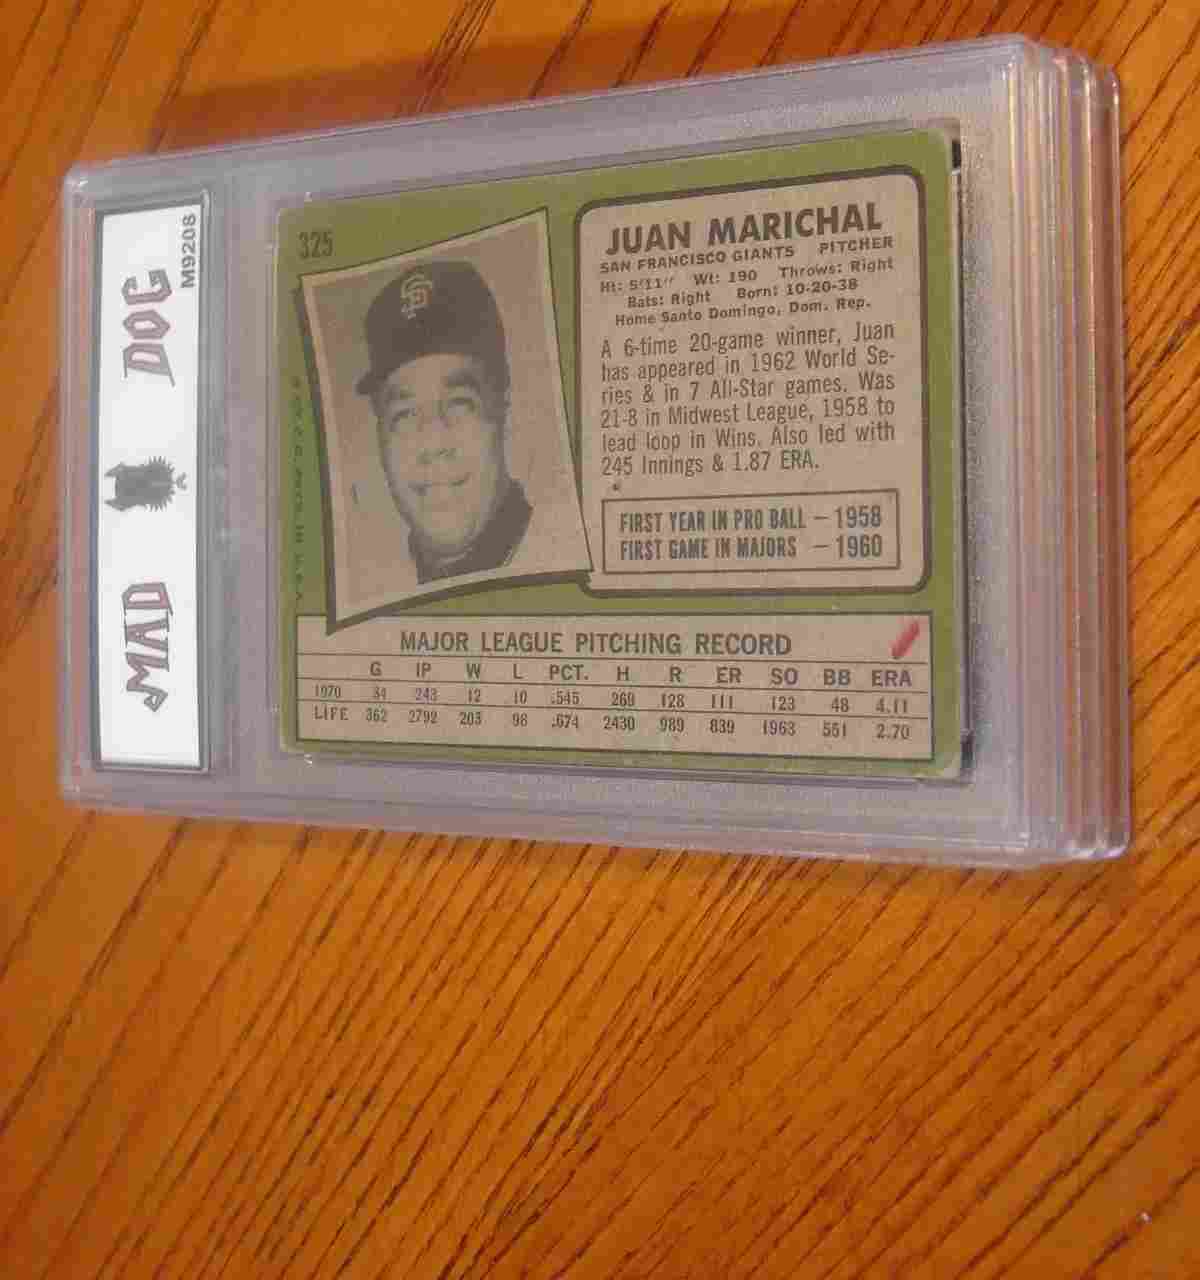 MAD DOG
M9208
325
JUAN MARICHAL
SAN FRANCISCO GIANTS PITCHER
Ht: 5'11" Wt: 190 Throws: Right
Bats: Right Born: 10-20-38
Home Santo Domingo, Dom. Rep.
A 6-time 20-game winner, Juan
has appeared in 1962 World Se-
ries & in 7 All-Star games. Was
21-8 in Midwest League, 1958 to
lead loop in Wins. Also led with
245 Innings & 1.87 ERA.
FIRST YEAR IN PRO BALL – 1958
FIRST GAME IN MAJORS – 1960
MAJOR LEAGUE PITCHING RECORD
G IP W L PCT. H R ER SO BB ERA
1970 34 243 12 10 .545 269 128 111 123 48 4.11
LIFE 362 2792 203 98 .674 2430 989 839 1963 551 2.70